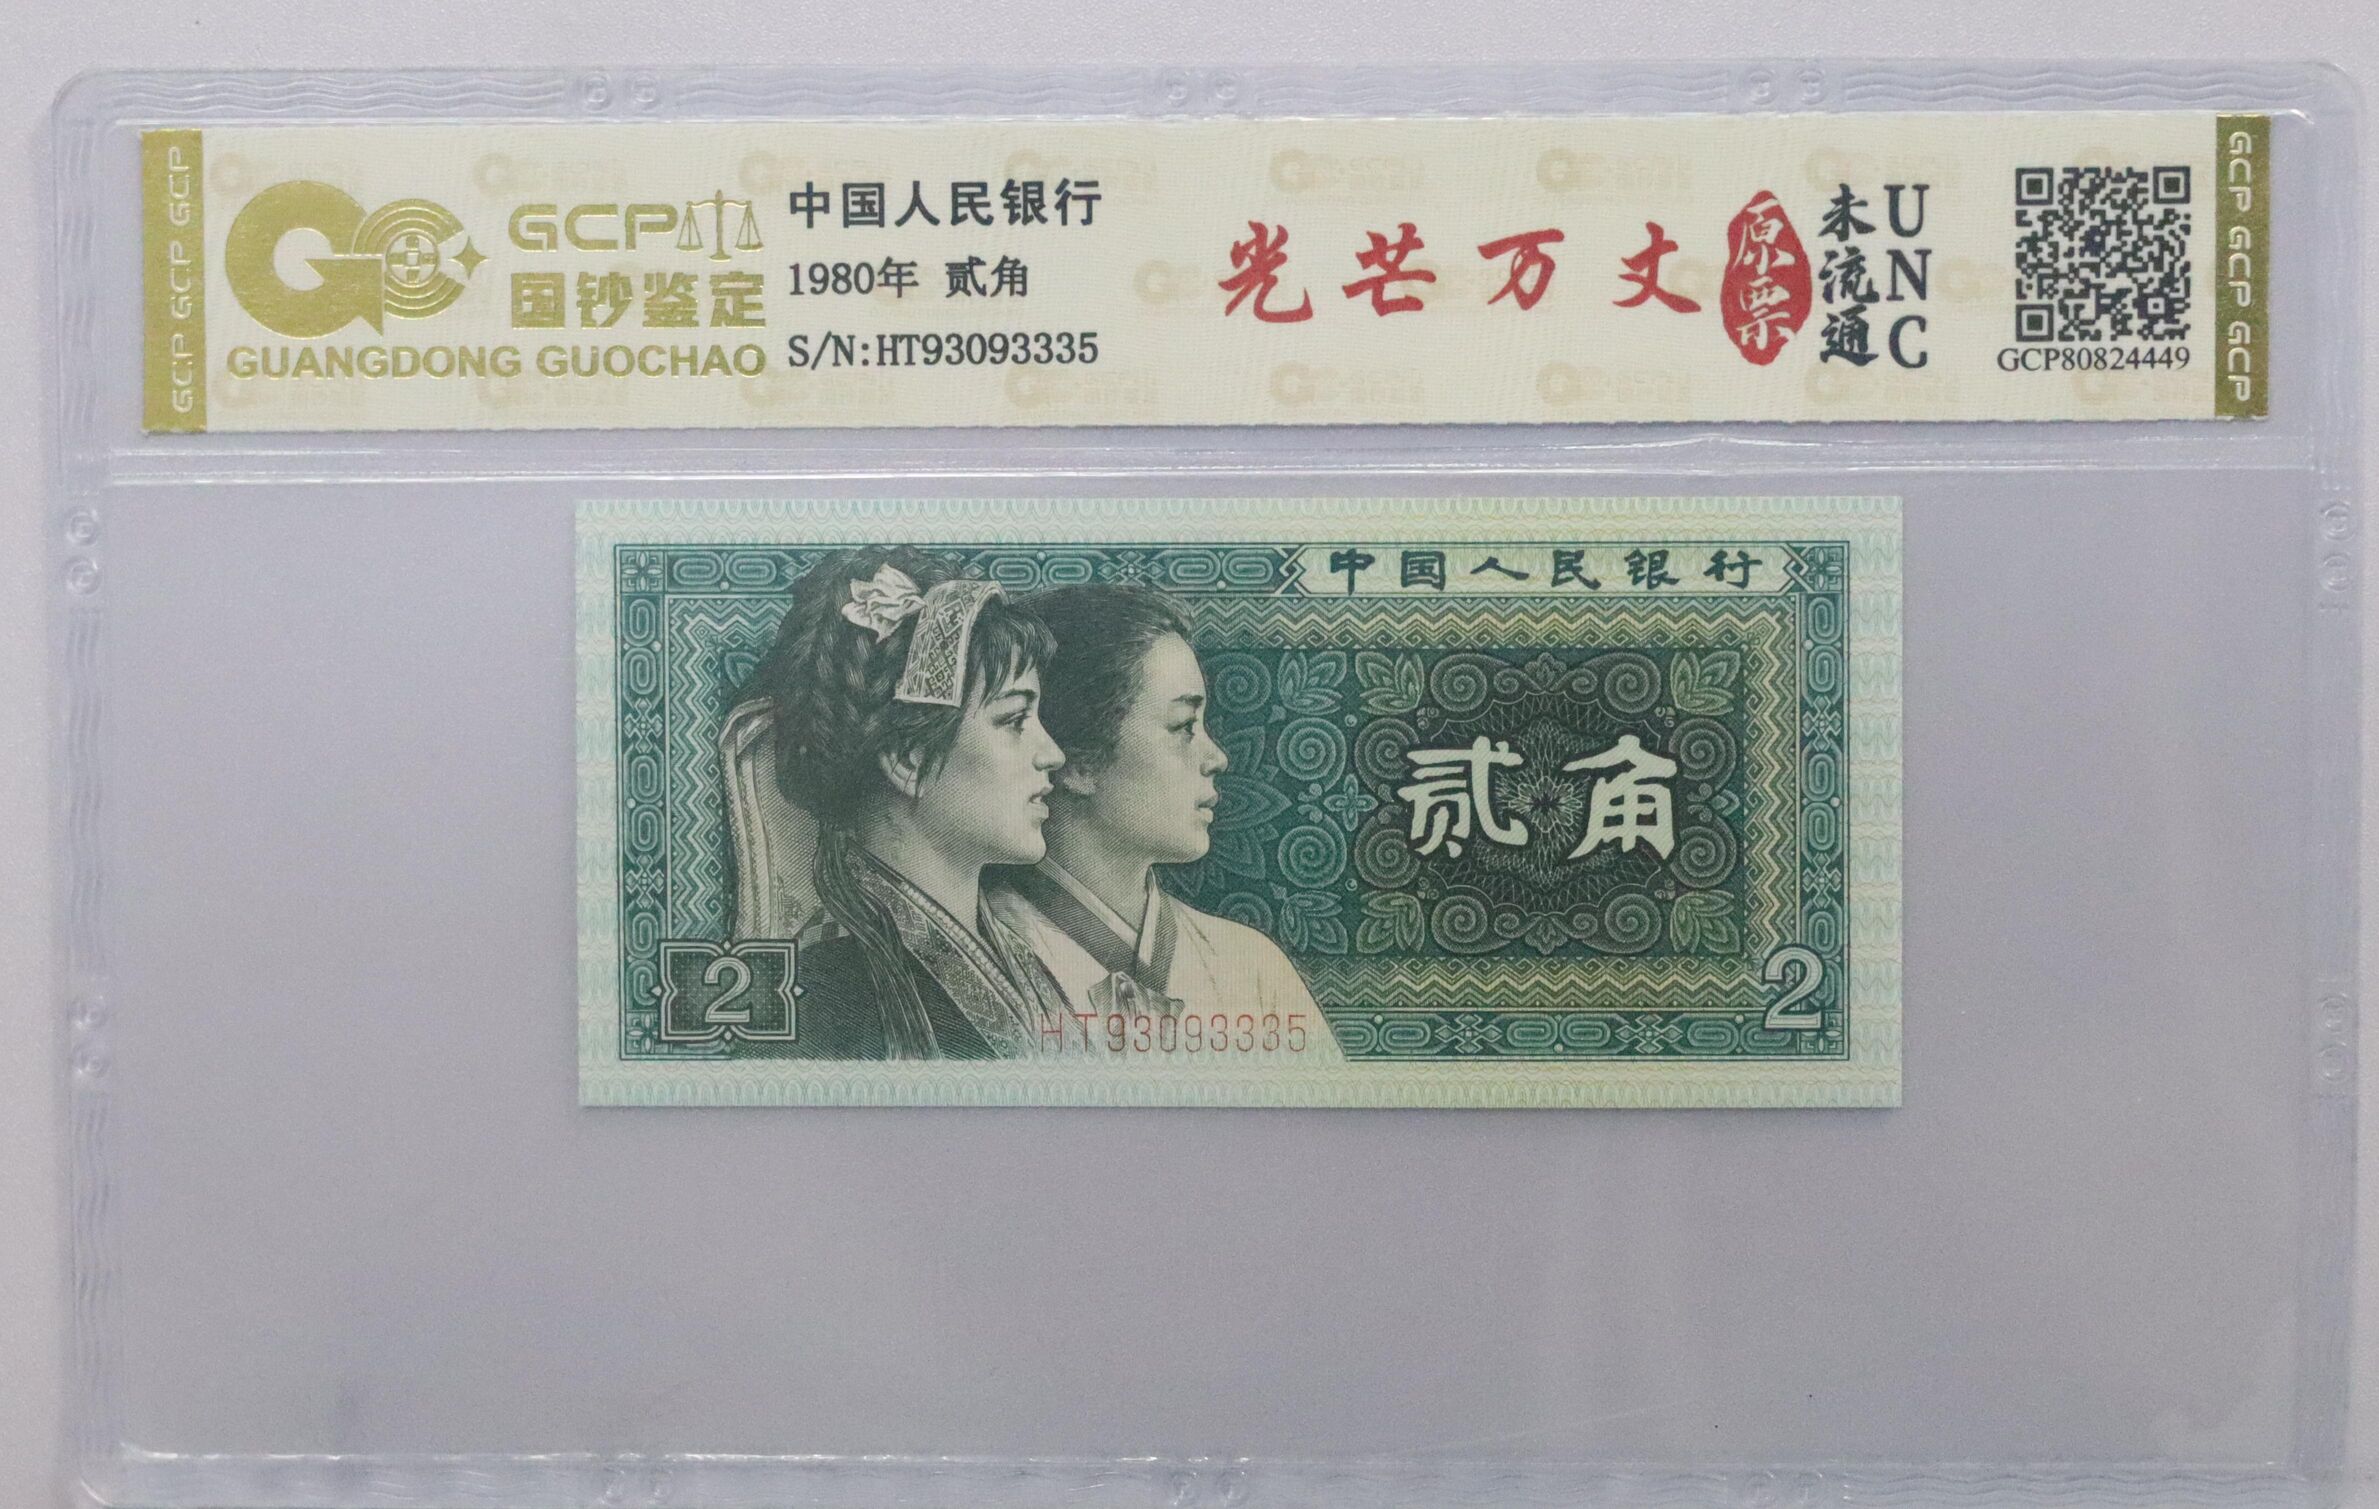 GCP GCP GCP
GCP
国钞鉴定
GUANGDONG GUOCHAO
中国人民银行
1980年 贰角
S/N:HT93093335
光芒万丈
原票
未流通
UNC
GCP80824449
GCP GCP GCP
中国人民银行
贰角
2
2
HT93093335